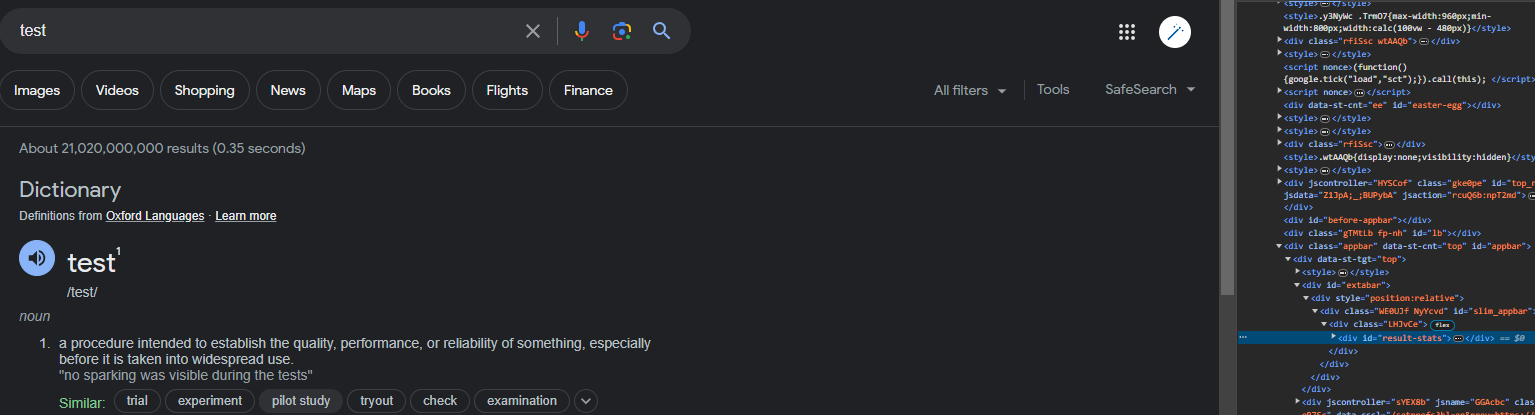 test
Images Videos Shopping News Maps Books Flights Finance All filters Tools SafeSearch
About 21,020,000,000 results (0.35 seconds)
Dictionary
Definitions from Oxford Languages · Learn more
test1
/test/
noun
1. a procedure intended to establish the quality, performance, or reliability of something, especially
before it is taken into widespread use.
"no sparking was visible during the tests"
Similar: trial experiment pilot study tryout check examination
<style>…</style>
<style>.y3NyWc .TrmO7{max-width:960px;min-
width:800px;width:calc(100vw - 480px)}</style>
<div class="rfiSsc wtAAQb">…</div>
<style>…</style>
<script nonce>(function()
{google.tick("load","sct");}).call(this); </script>
<script nonce>…</script>
<div data-st-cnt="ee" id="easter-egg"></div>
<style>…</style>
<style>…</style>
<div class="rfiSsc">…</div>
<style>.wtAAQb{display:none;visibility:hidden}</sty
<style>…</style>
<div jscontroller="HYSCof" class="gke0pe" id="top_n
jsdata="Z1JpA;_;BUPybA" jsaction="rcuQ6b:npT2md">…
</div>
<div id="before-appbar"></div>
<div class="gTMtLb fp-nh" id="lb"></div>
<div class="appbar" data-st-cnt="top" id="appbar">
<div data-st-tgt="top">
<style>…</style>
<div id="extabar">
<div style="position:relative">
<div class="WE0UJf NyYcvd" id="slim_appbar"
<div class="LHJvCe"> flex
<div id="result-stats">…</div> == $0
</div>
</div>
</div>
</div>
<div jscontroller="sYEX8b" jsname="GGAcbc" clas